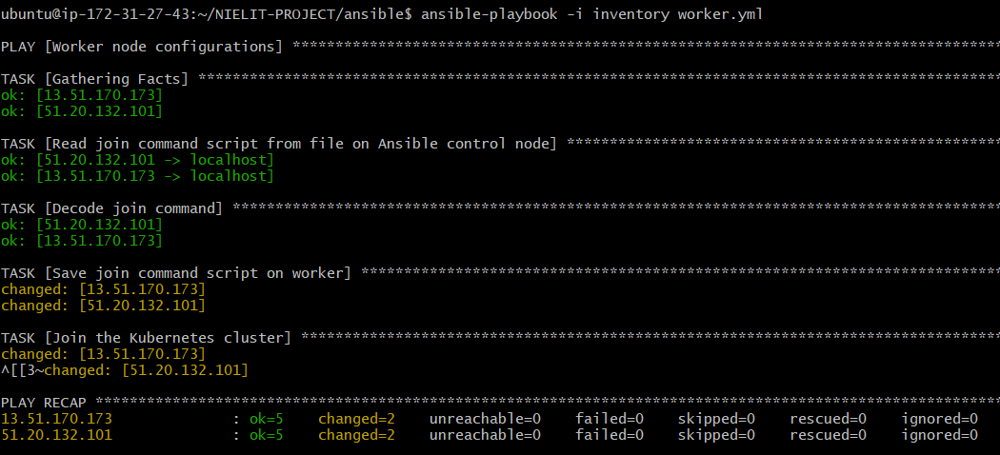 ubuntu@ip-172-31-27-43:~/NIELIT-PROJECT/ansible$ ansible-playbook -i inventory worker.yml
PLAY [Worker node configurations] ***********************************************************************************
TASK [Gathering Facts] **********************************************************************************************
ok: [13.51.170.173]
ok: [51.20.132.101]
TASK [Read join command script from file on Ansible control node] ***************************************************
ok: [51.20.132.101 -> localhost]
ok: [13.51.170.173 -> localhost]
TASK [Decode join command] ******************************************************************************************
ok: [51.20.132.101]
ok: [13.51.170.173]
TASK [Save join command script on worker] ***************************************************************************
changed: [13.51.170.173]
changed: [51.20.132.101]
TASK [Join the Kubernetes cluster] **********************************************************************************
changed: [13.51.170.173]
^[[3~changed: [51.20.132.101]
PLAY RECAP **********************************************************************************************************
13.51.170.173 : ok=5 changed=2 unreachable=0 failed=0 skipped=0 rescued=0 ignored=0
51.20.132.101 : ok=5 changed=2 unreachable=0 failed=0 skipped=0 rescued=0 ignored=0